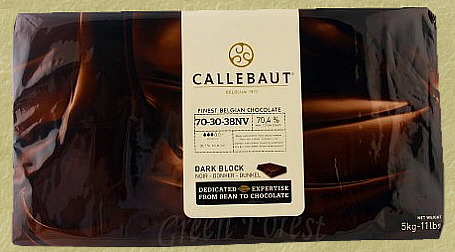 CALLEBAUT
BELGIUM 1911
FINEST BELGIAN CHOCOLATE
70-30-38NV
70,4 %
DARK BLOCK
NOIR - DONKER - DUNKEL
DEDICATED EXPERTISE
FROM BEAN TO CHOCOLATE
NET WEIGHT
5kg-11lbs
Green Forest